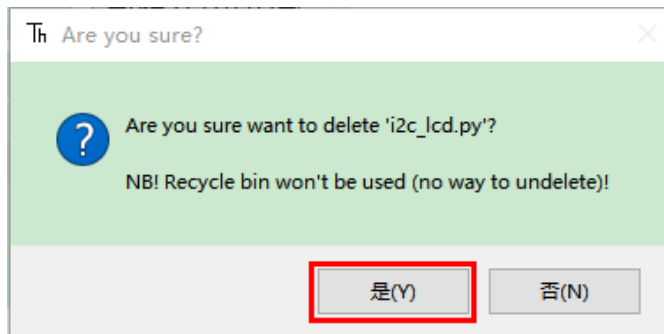 Th Are you sure?
Are you sure want to delete 'i2c_lcd.py'?
NB! Recycle bin won't be used (no way to undelete)!
是(Y)
否(N)